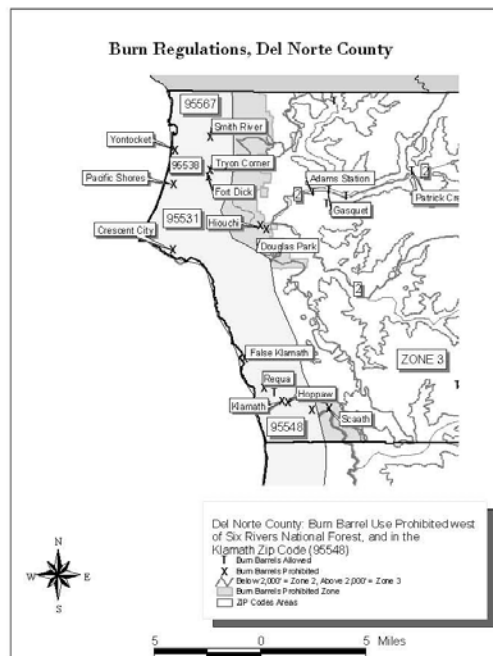 Burn Regulations, Del Norte County
95567
Smith River
Yontocket
95538
Tryon Corner
Adams Station
2
Pacific Shores
Fort Dick
2
Patrick Cre
95531
Hiouchi
Gasquet
Crescent City
Douglas Park
2
False Klamath
ZONE 3
Requa
Hoppaw
Klamath
Scaath
95548
Del Norte County: Burn Barrel Use Prohibited west
of Six Rivers National Forest, and in the
Klamath Zip Code (95548)
T Burn Barrels Allowed
X Burn Barrels Prohibited
Below 2,000' = Zone 2, Above 2,000' = Zone 3
Burn Barrels Prohibited Zone
ZIP Codes Areas
N
W E
S
5 0 5 Miles